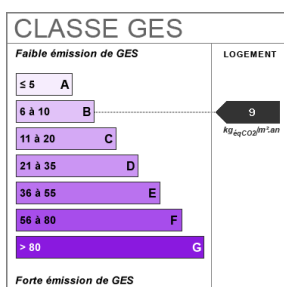 CLASSE GES
Faible émission de GES
LOGEMENT
≤ 5 A
6 à 10 B
9
kgéqCO2/m².an
11 à 20 C
21 à 35 D
36 à 55 E
56 à 80 F
> 80 G
Forte émission de GES